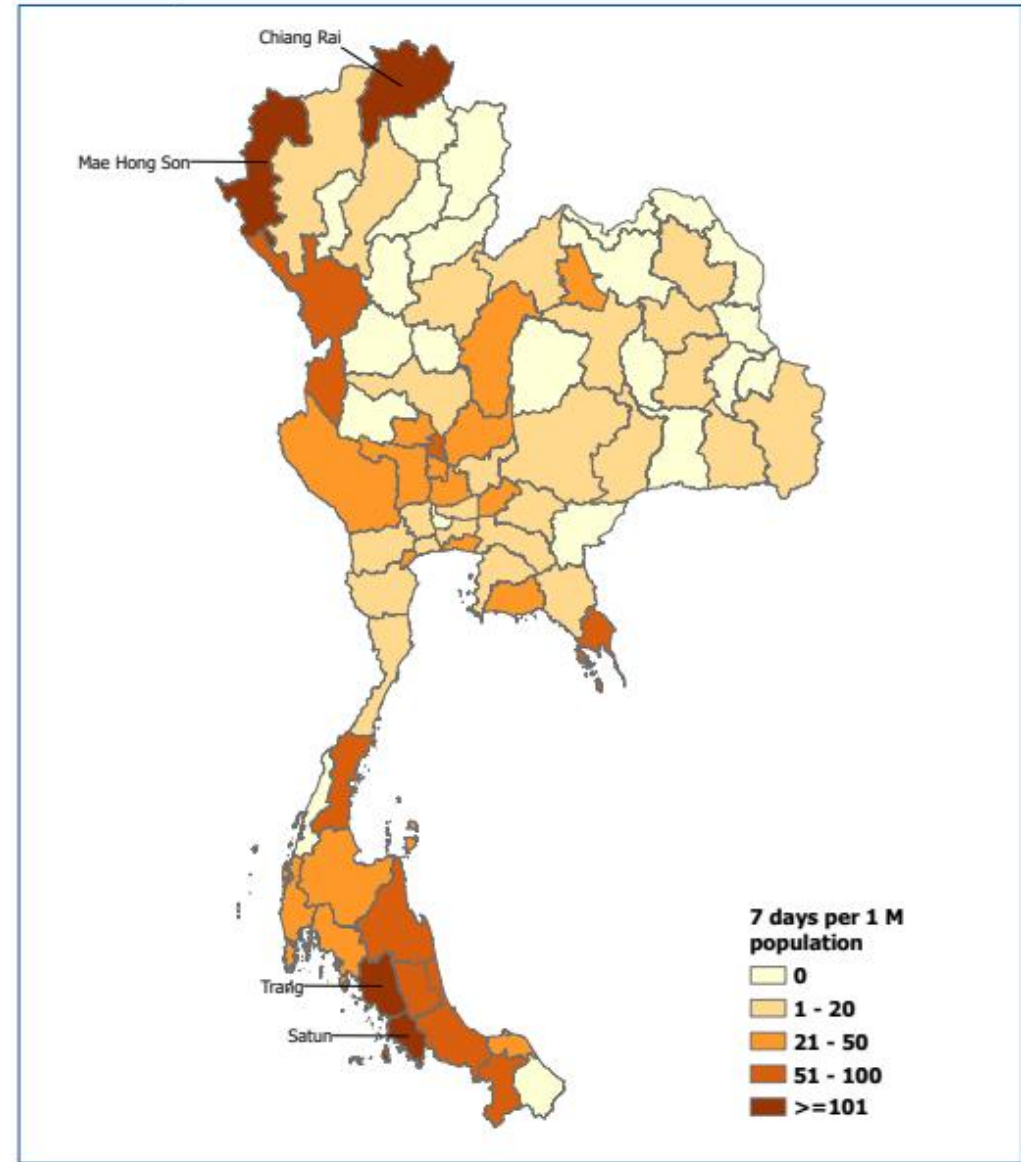 Chiang Rai
Mae Hong Son
Trang
Satun
7 days per 1 M
population
0
1 - 20
21 - 50
51 - 100
>=101